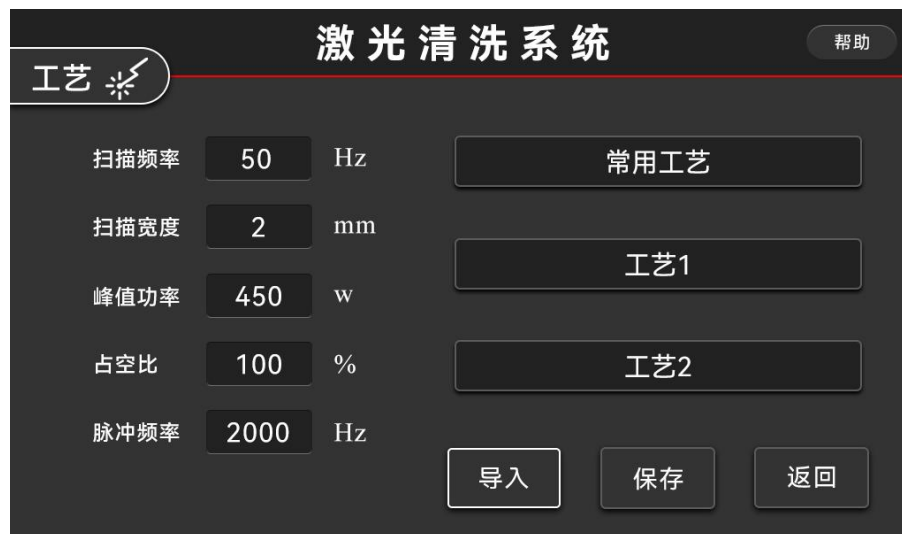 激光清洗系统
帮助
工艺
扫描频率 50 Hz
常用工艺
扫描宽度 2 mm
工艺1
峰值功率 450 w
占空比 100 %
工艺2
脉冲频率 2000 Hz
导入 保存 返回